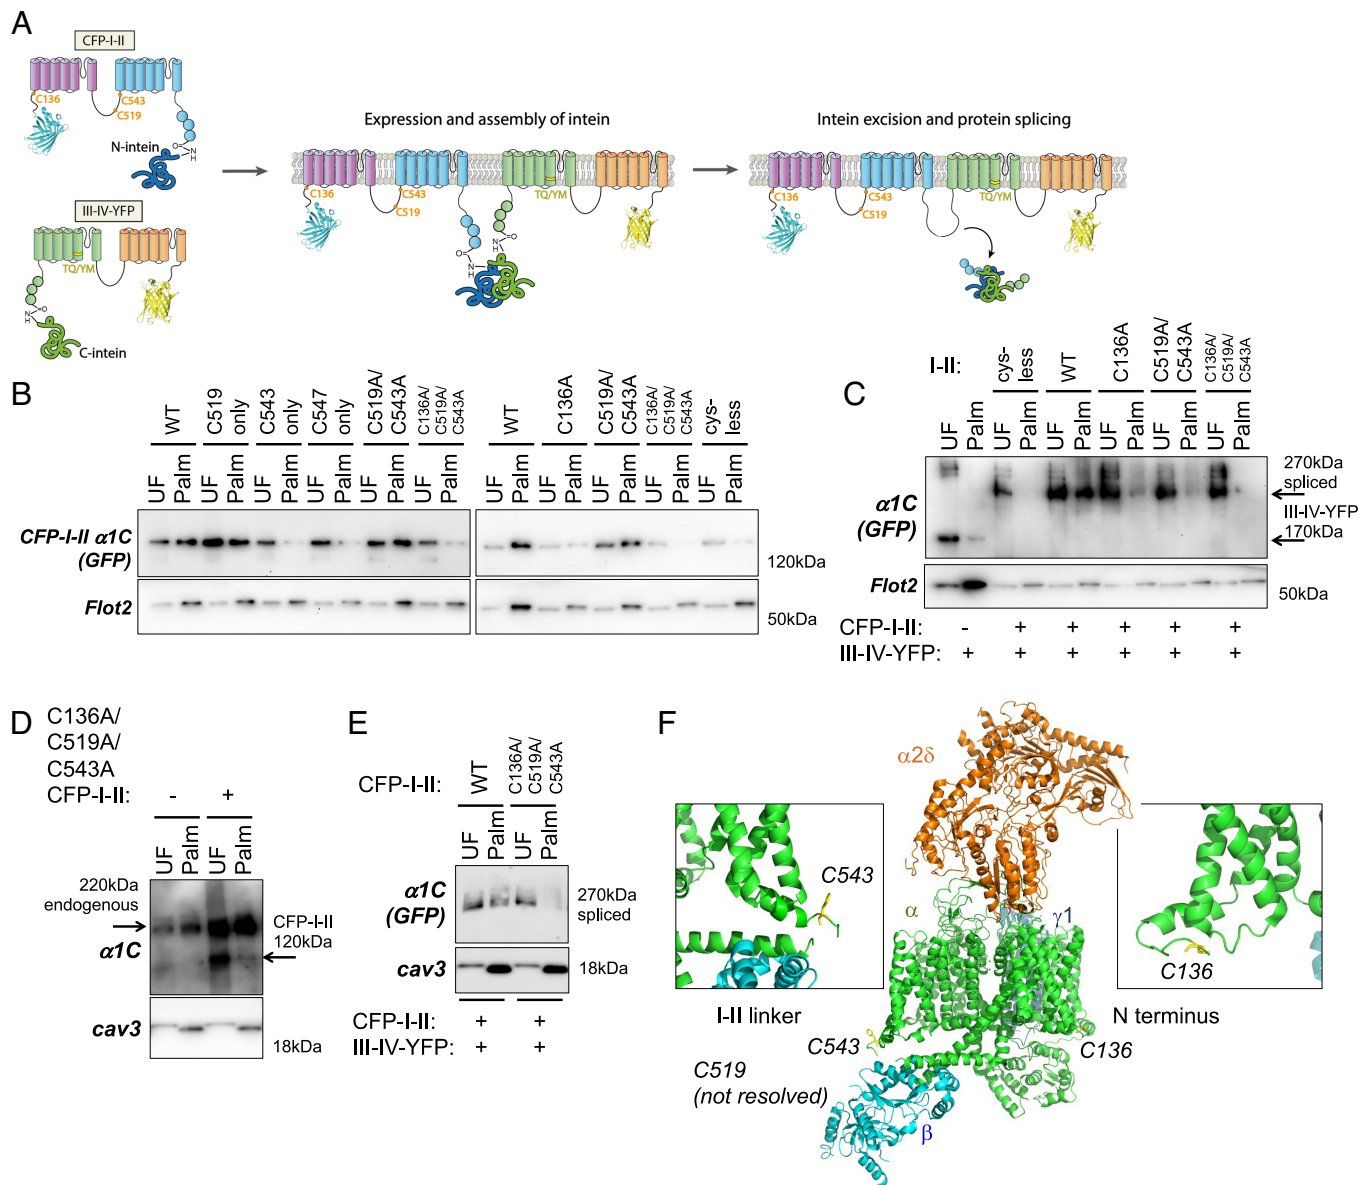 A
CFP-I-II
C136
C543
C519
N-intein
O
N
H
III-IV-YFP
TQ/YM
O
N
H
C-intein
Expression and assembly of intein
C136
C543
C519
TQ/YM
O
N
H
N
H
O
Intein excision and protein splicing
C136
C543
C519
TQ/YM
B
WT
C519 only
C543 only
C547 only
C519A/ C543A
C136A/ C519A/ C543A
WT
C136A
C519A/ C543A
C136A/ C519A/ C543A
cys- less
UF Palm UF Palm UF Palm UF Palm UF Palm UF Palm
UF Palm UF Palm UF Palm UF Palm UF Palm
CFP-I-II α1C (GFP)
120kDa
Flot2
50kDa
C
I-II:
cys- less
WT
C136A
C519A/ C543A
C136A/ C519A/ C543A
UF Palm UF Palm UF Palm UF Palm UF Palm UF Palm
α1C (GFP)
270kDa spliced
III-IV-YFP
170kDa
Flot2
50kDa
CFP-I-II: - + + + + +
III-IV-YFP: + + + + + +
D
C136A/
C519A/
C543A
CFP-I-II: - +
UF Palm UF Palm
220kDa
endogenous
α1C
CFP-I-II
120kDa
cav3
18kDa
E
CFP-I-II:
WT
C136A/ C519A/ C543A
UF Palm UF Palm
α1C (GFP)
270kDa
spliced
cav3
18kDa
CFP-I-II: + +
III-IV-YFP: + +
F
α2δ
α
γ1
β
C543
I-II linker
C136
N terminus
C543
C519
(not resolved)
C136